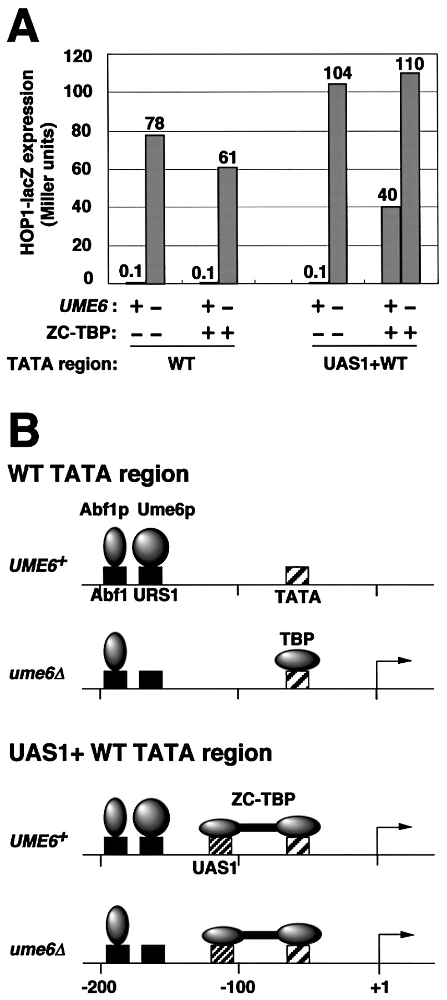 A
HOP1-lacZ expression
(Miller units)
120
100
80
60
40
20
0
0.1
78
0.1
61
0.1
104
40
110
UME6 : + – + – + – + –
ZC-TBP: – – + + – – + +
TATA region: WT UAS1+WT
B
WT TATA region
Abf1p Ume6p
UME6+
Abf1 URS1 TATA
TBP
ume6Δ
UAS1+ WT TATA region
ZC-TBP
UME6+
UAS1
ume6Δ
-200 -100 +1